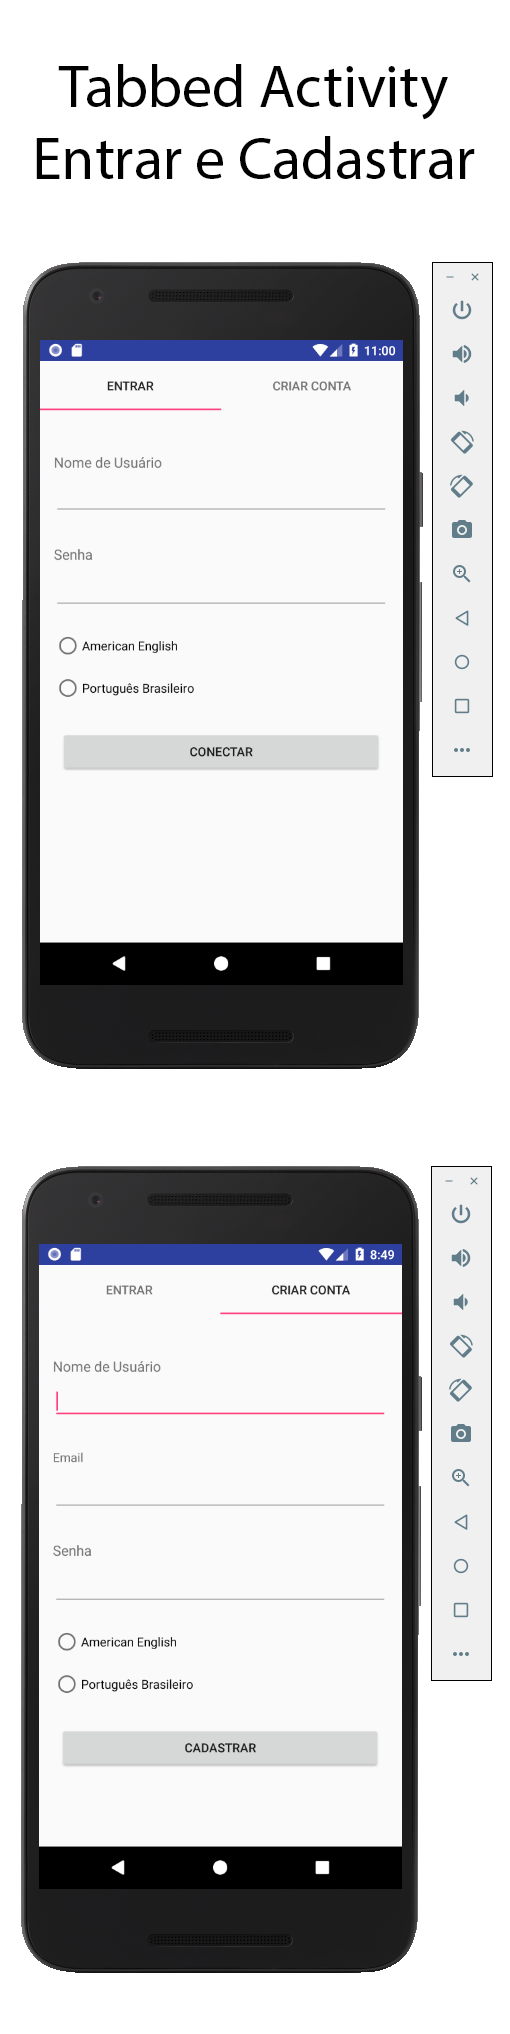 Tabbed Activity
Entrar e Cadastrar
11:00
ENTRAR CRIAR CONTA
Nome de Usuário
Senha
American English
Português Brasileiro
CONECTAR
8:49
ENTRAR CRIAR CONTA
Nome de Usuário
Email
Senha
American English
Português Brasileiro
CADASTRAR